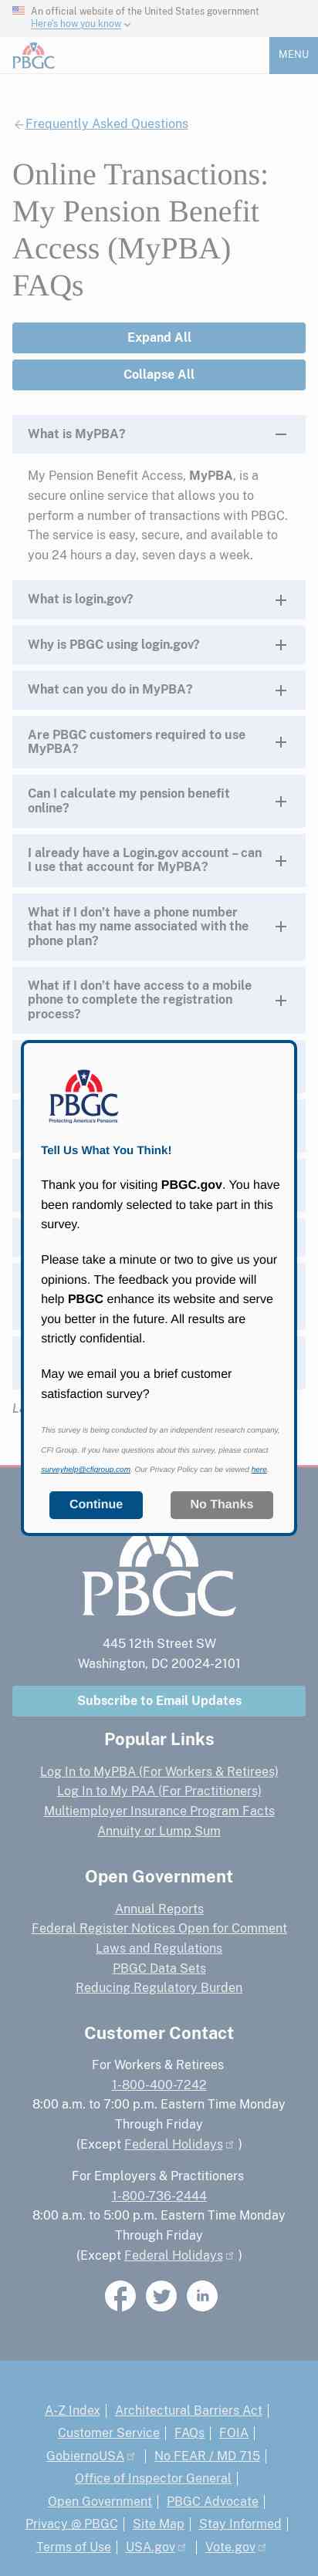 An official website of the United States government
Here's how you know
PBGC
MENU
Frequently Asked Questions
Online Transactions:
My Pension Benefit
Access (MyPBA)
FAQs
Expand All
Collapse All
What is MyPBA?
My Pension Benefit Access, MyPBA, is a
secure online service that allows you to
perform a number of transactions with PBGC.
The service is easy, secure, and available to
you 24 hours a day, seven days a week.
What is login.gov?
Why is PBGC using login.gov?
What can you do in MyPBA?
Are PBGC customers required to use
MyPBA?
Can I calculate my pension benefit
online?
I already have a Login.gov account – can
I use that account for MyPBA?
What if I don't have a phone number
that has my name associated with the
phone plan?
What if I don't have access to a mobile
phone to complete the registration
process?
PBGC
Protecting America's Pensions
Tell Us What You Think!
Thank you for visiting PBGC.gov. You have
been randomly selected to take part in this
survey.
Please take a minute or two to give us your
opinions. The feedback you provide will
help PBGC enhance its website and serve
you better in the future. All results are
strictly confidential.
May we email you a brief customer
satisfaction survey?
This survey is being conducted by an independent research company,
CFI Group. If you have questions about this survey, please contact
surveyhelp@cfigroup.com. Our Privacy Policy can be viewed here.
Continue
No Thanks
PBGC
445 12th Street SW
Washington, DC 20024-2101
Subscribe to Email Updates
Popular Links
Log In to MyPBA (For Workers & Retirees)
Log In to My PAA (For Practitioners)
Multiemployer Insurance Program Facts
Annuity or Lump Sum
Open Government
Annual Reports
Federal Register Notices Open for Comment
Laws and Regulations
PBGC Data Sets
Reducing Regulatory Burden
Customer Contact
For Workers & Retirees
1-800-400-7242
8:00 a.m. to 7:00 p.m. Eastern Time Monday
Through Friday
(Except Federal Holidays )
For Employers & Practitioners
1-800-736-2444
8:00 a.m. to 5:00 p.m. Eastern Time Monday
Through Friday
(Except Federal Holidays )
in
A-Z Index | Architectural Barriers Act |
Customer Service | FAQs | FOIA |
GobiernoUSA | No FEAR / MD 715 |
Office of Inspector General |
Open Government | PBGC Advocate |
Privacy @ PBGC | Site Map | Stay Informed |
Terms of Use | USA.gov | Vote.gov